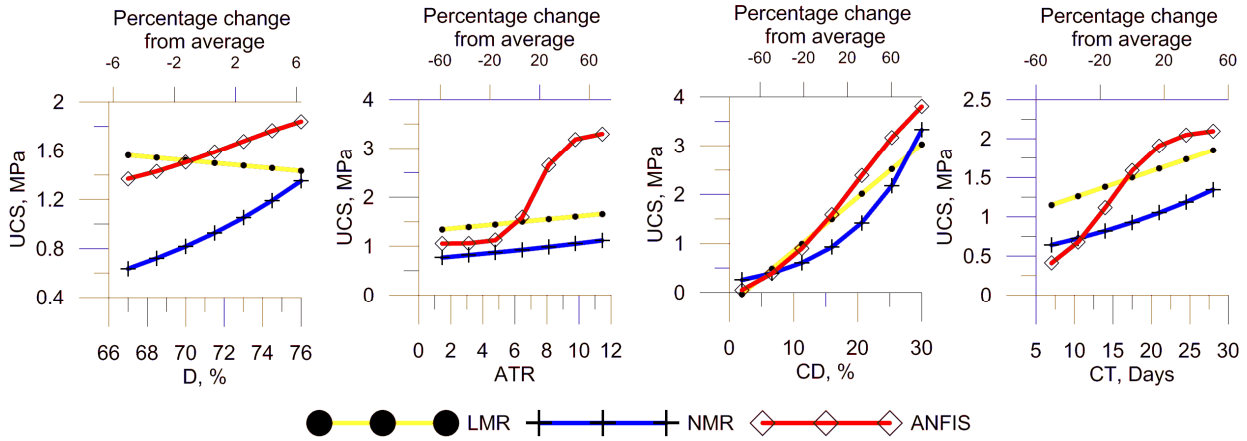 Percentage change
from average
-6 -2 2 6
2
1.6
1.2
0.8
0.4
UCS, MPa
66 68 70 72 74 76
D, %
Percentage change
from average
-60 -20 20 60
4
3
2
1
0
UCS, MPa
0 2 4 6 8 10 12
ATR
Percentage change
from average
-60 -20 20 60
4
3
2
1
0
UCS, MPa
0 10 20 30
CD, %
Percentage change
from average
-60 -20 20 60
2.5
2
1.5
1
0.5
0
UCS, MPa
5 10 15 20 25 30
CT, Days
LMR NMR ANFIS